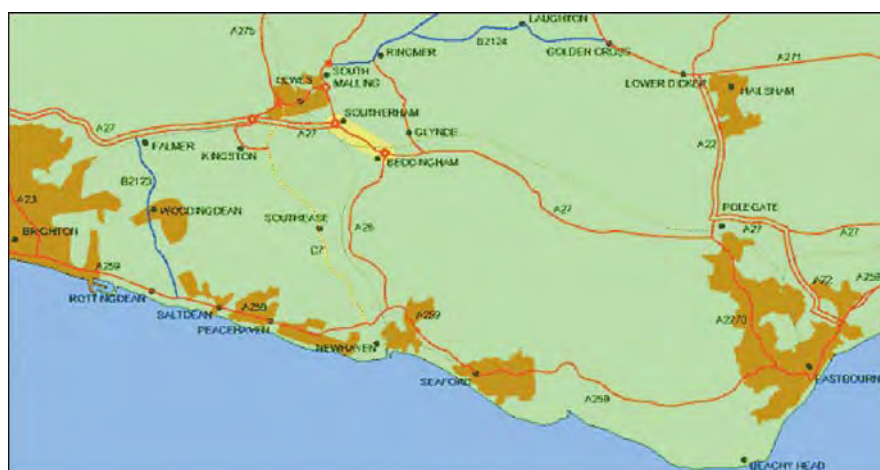 LAUGHTON
A275
B2124
RINGMER
GOLDEN CROSS
A271
SOUTH
MALLING
LEWES
LOWER DICKER
HAILSHAM
SOUTHERHAM
A27
A27
GLYNDE
A22
FALMER
KINGSTON
BEDDINGHAM
B2123
A23
WOODINGDEAN
SOUTHEASE
A26
A27
POLEGATE
A27
A27
BRIGHTON
C7
A259
A22
A259
ROTTINGDEAN
SALTDEAN
A259
PEACEHAVEN
A259
A2270
NEWHAVEN
SEAFORD
EASTBOURN
A259
BEACHY HEAD